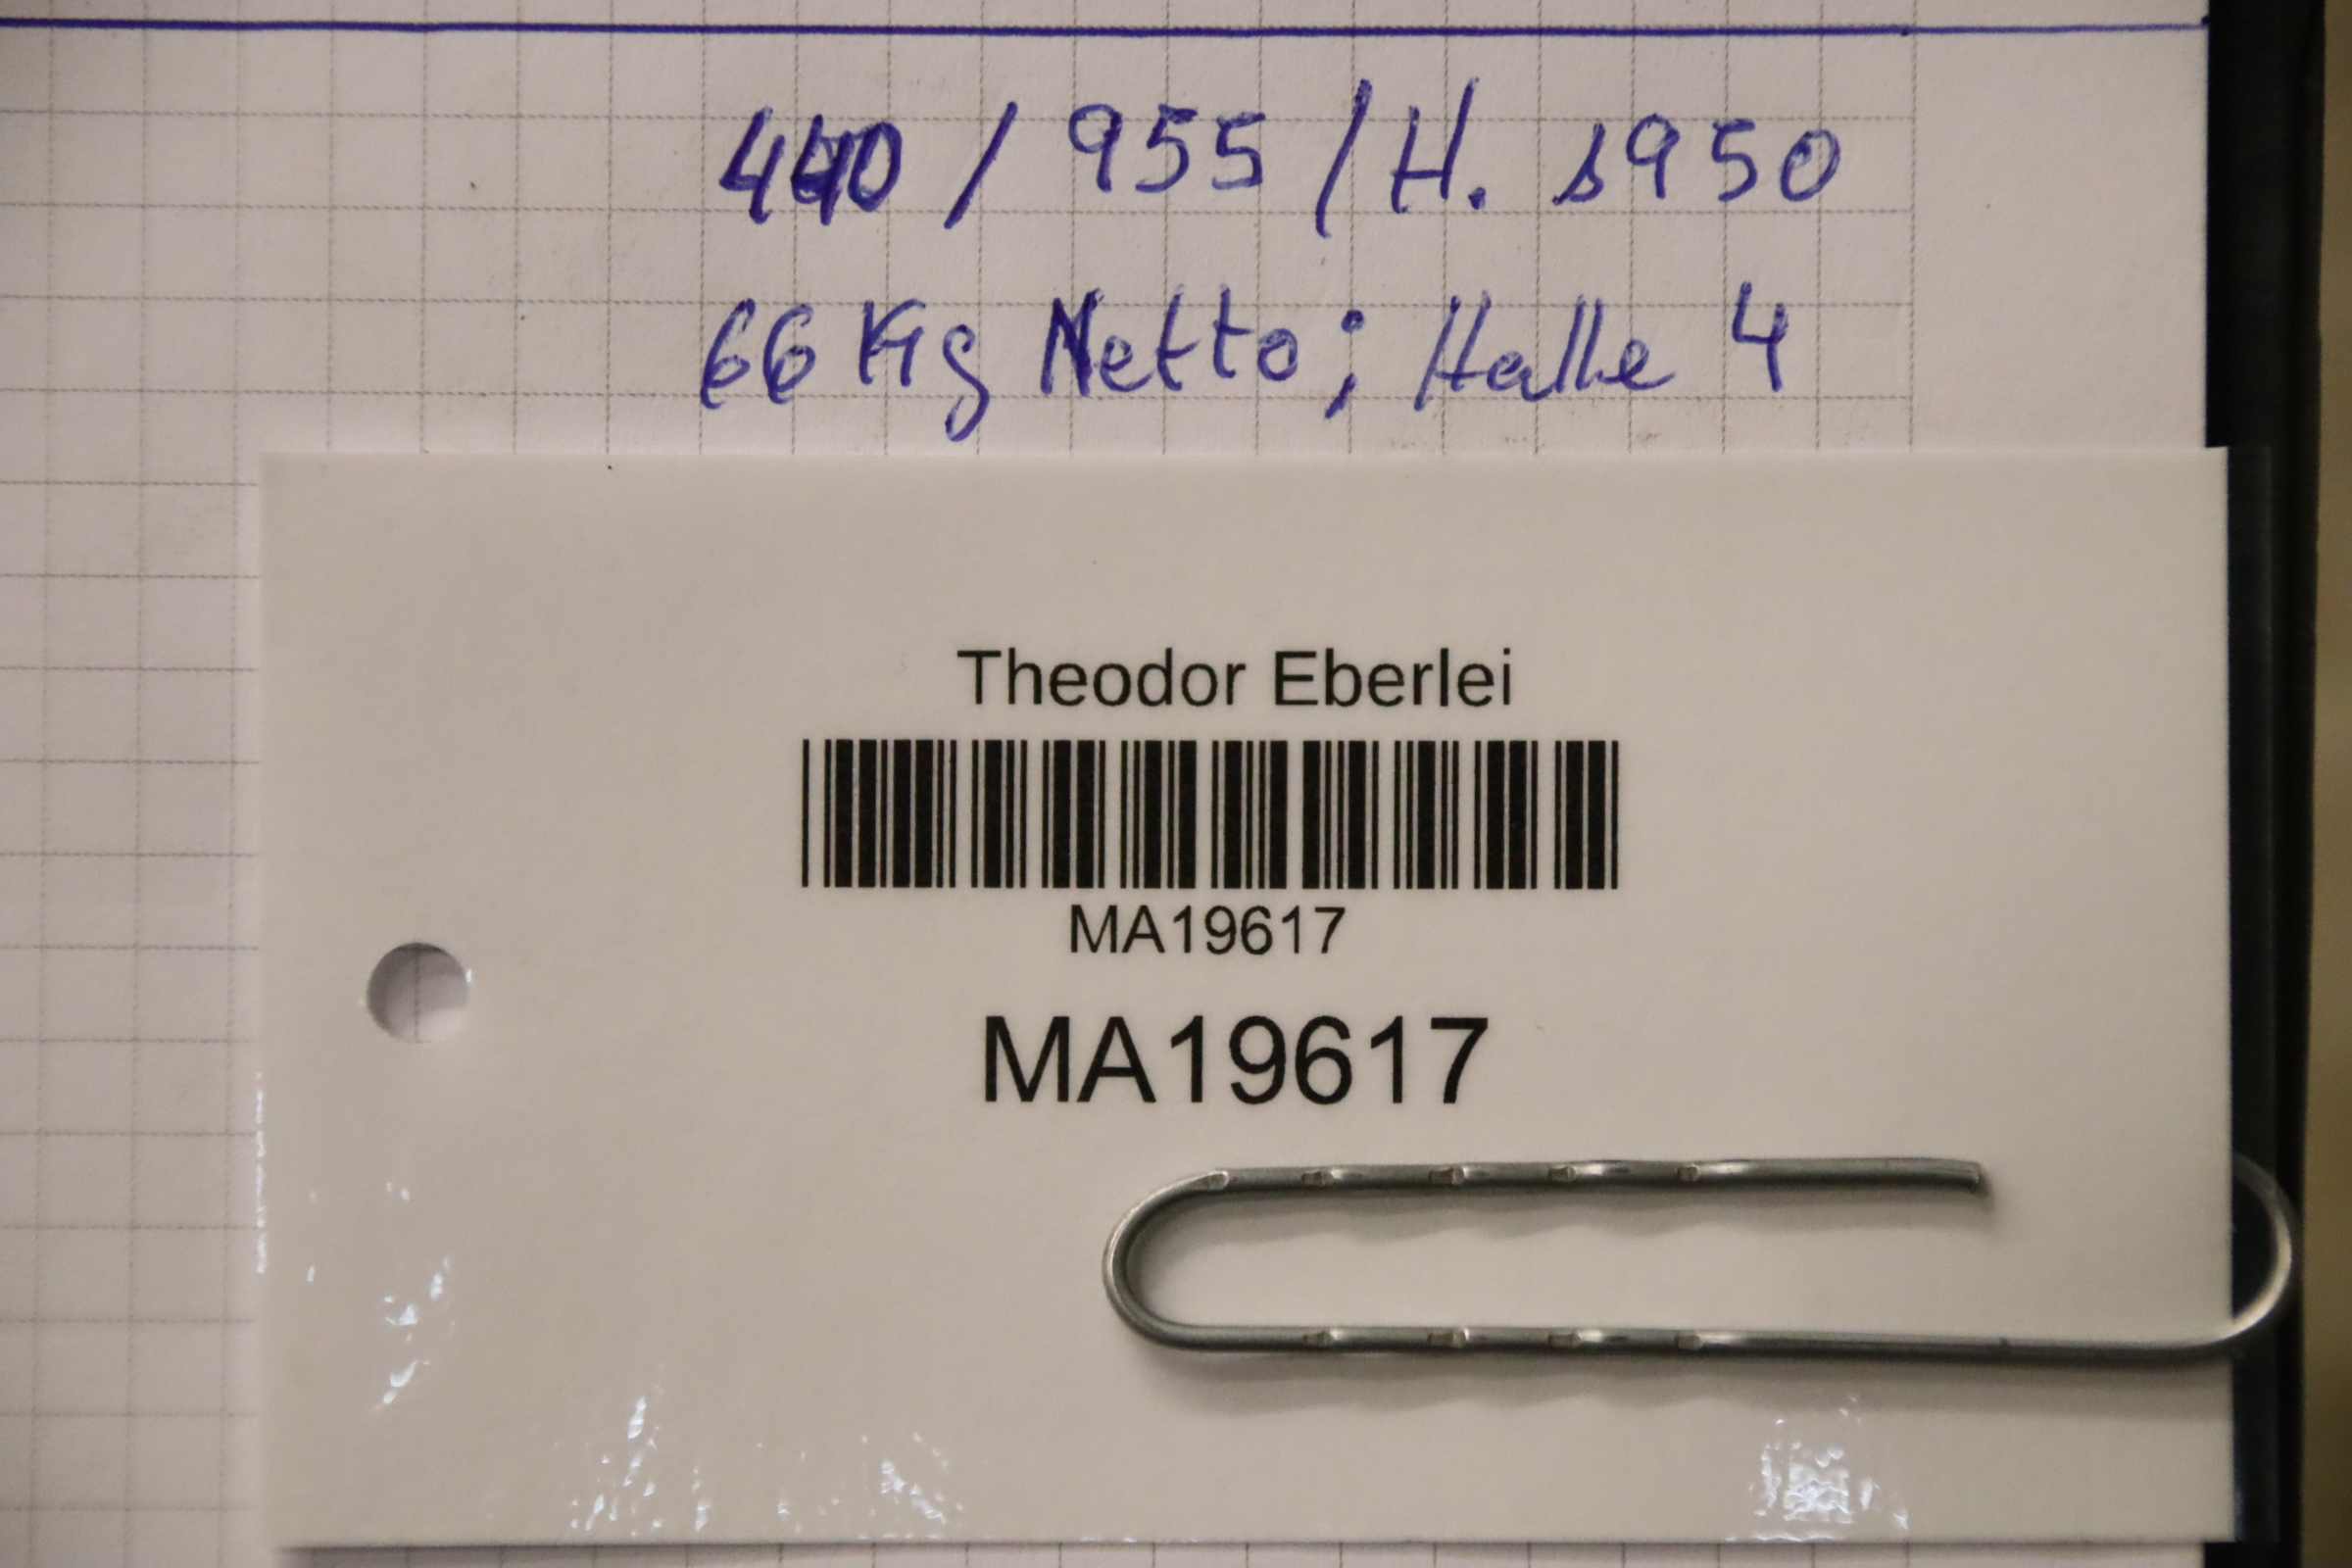 440 / 955 / H. 1950
66 Kg Netto; Halle 4
Theodor Eberlei
MA19617
MA19617